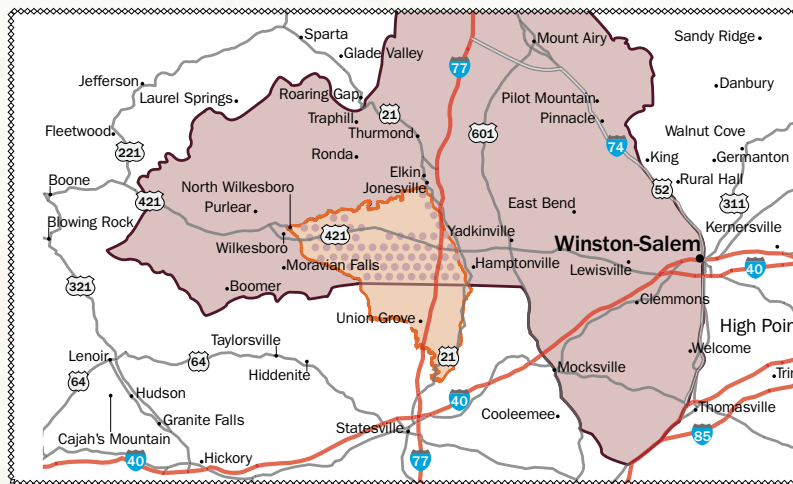 Sparta
Mount Airy
Sandy Ridge
Glade Valley
77
Jefferson
Roaring Gap
Laurel Springs
Pilot Mountain
Danbury
21
Traphill
Pinnacle
Thurmond
601
Walnut Cove
Fleetwood
74
221
Ronda
King
Germanton
Elkin
Rural Hall
Boone
North Wilkesboro
Jonesville
52
421
Purlear
East Bend
311
Blowing Rock
421
Yadkinville
Kernersville
Wilkesboro
Winston-Salem
Moravian Falls
Hamptonville
Lewisville
40
321
Boomer
Clemmons
Union Grove
High Poin
Taylorsville
Lenoir
64
21
Welcome
Hiddenite
Mocksville
64
Trin
Hudson
40
Thomasville
Granite Falls
Cooleemee
Statesville
85
Cajah's Mountain
40
Hickory
77